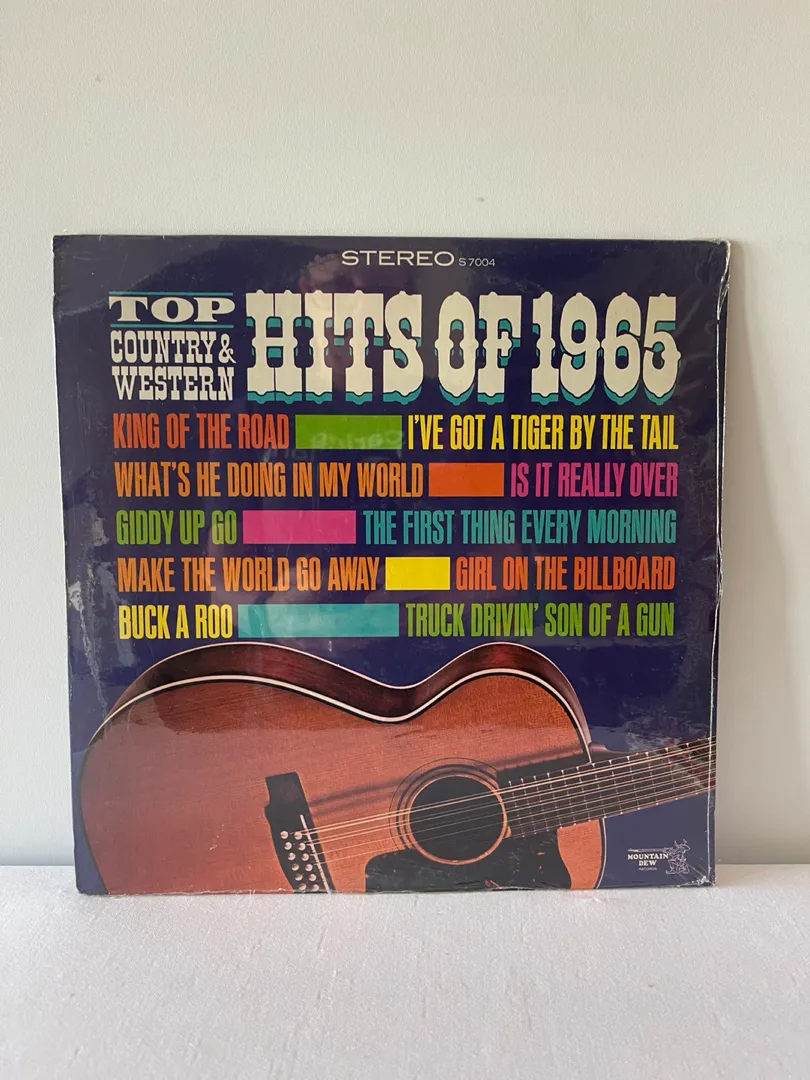 STEREO S 7004
TOP
COUNTRY &
WESTERN
HITS OF 1965
KING OF THE ROAD I'VE GOT A TIGER BY THE TAIL
WHAT'S HE DOING IN MY WORLD IS IT REALLY OVER
GIDDY UP GO THE FIRST THING EVERY MORNING
MAKE THE WORLD GO AWAY GIRL ON THE BILLBOARD
BUCK A ROO TRUCK DRIVIN' SON OF A GUN
MOUNTAIN
DEW
RECORDS